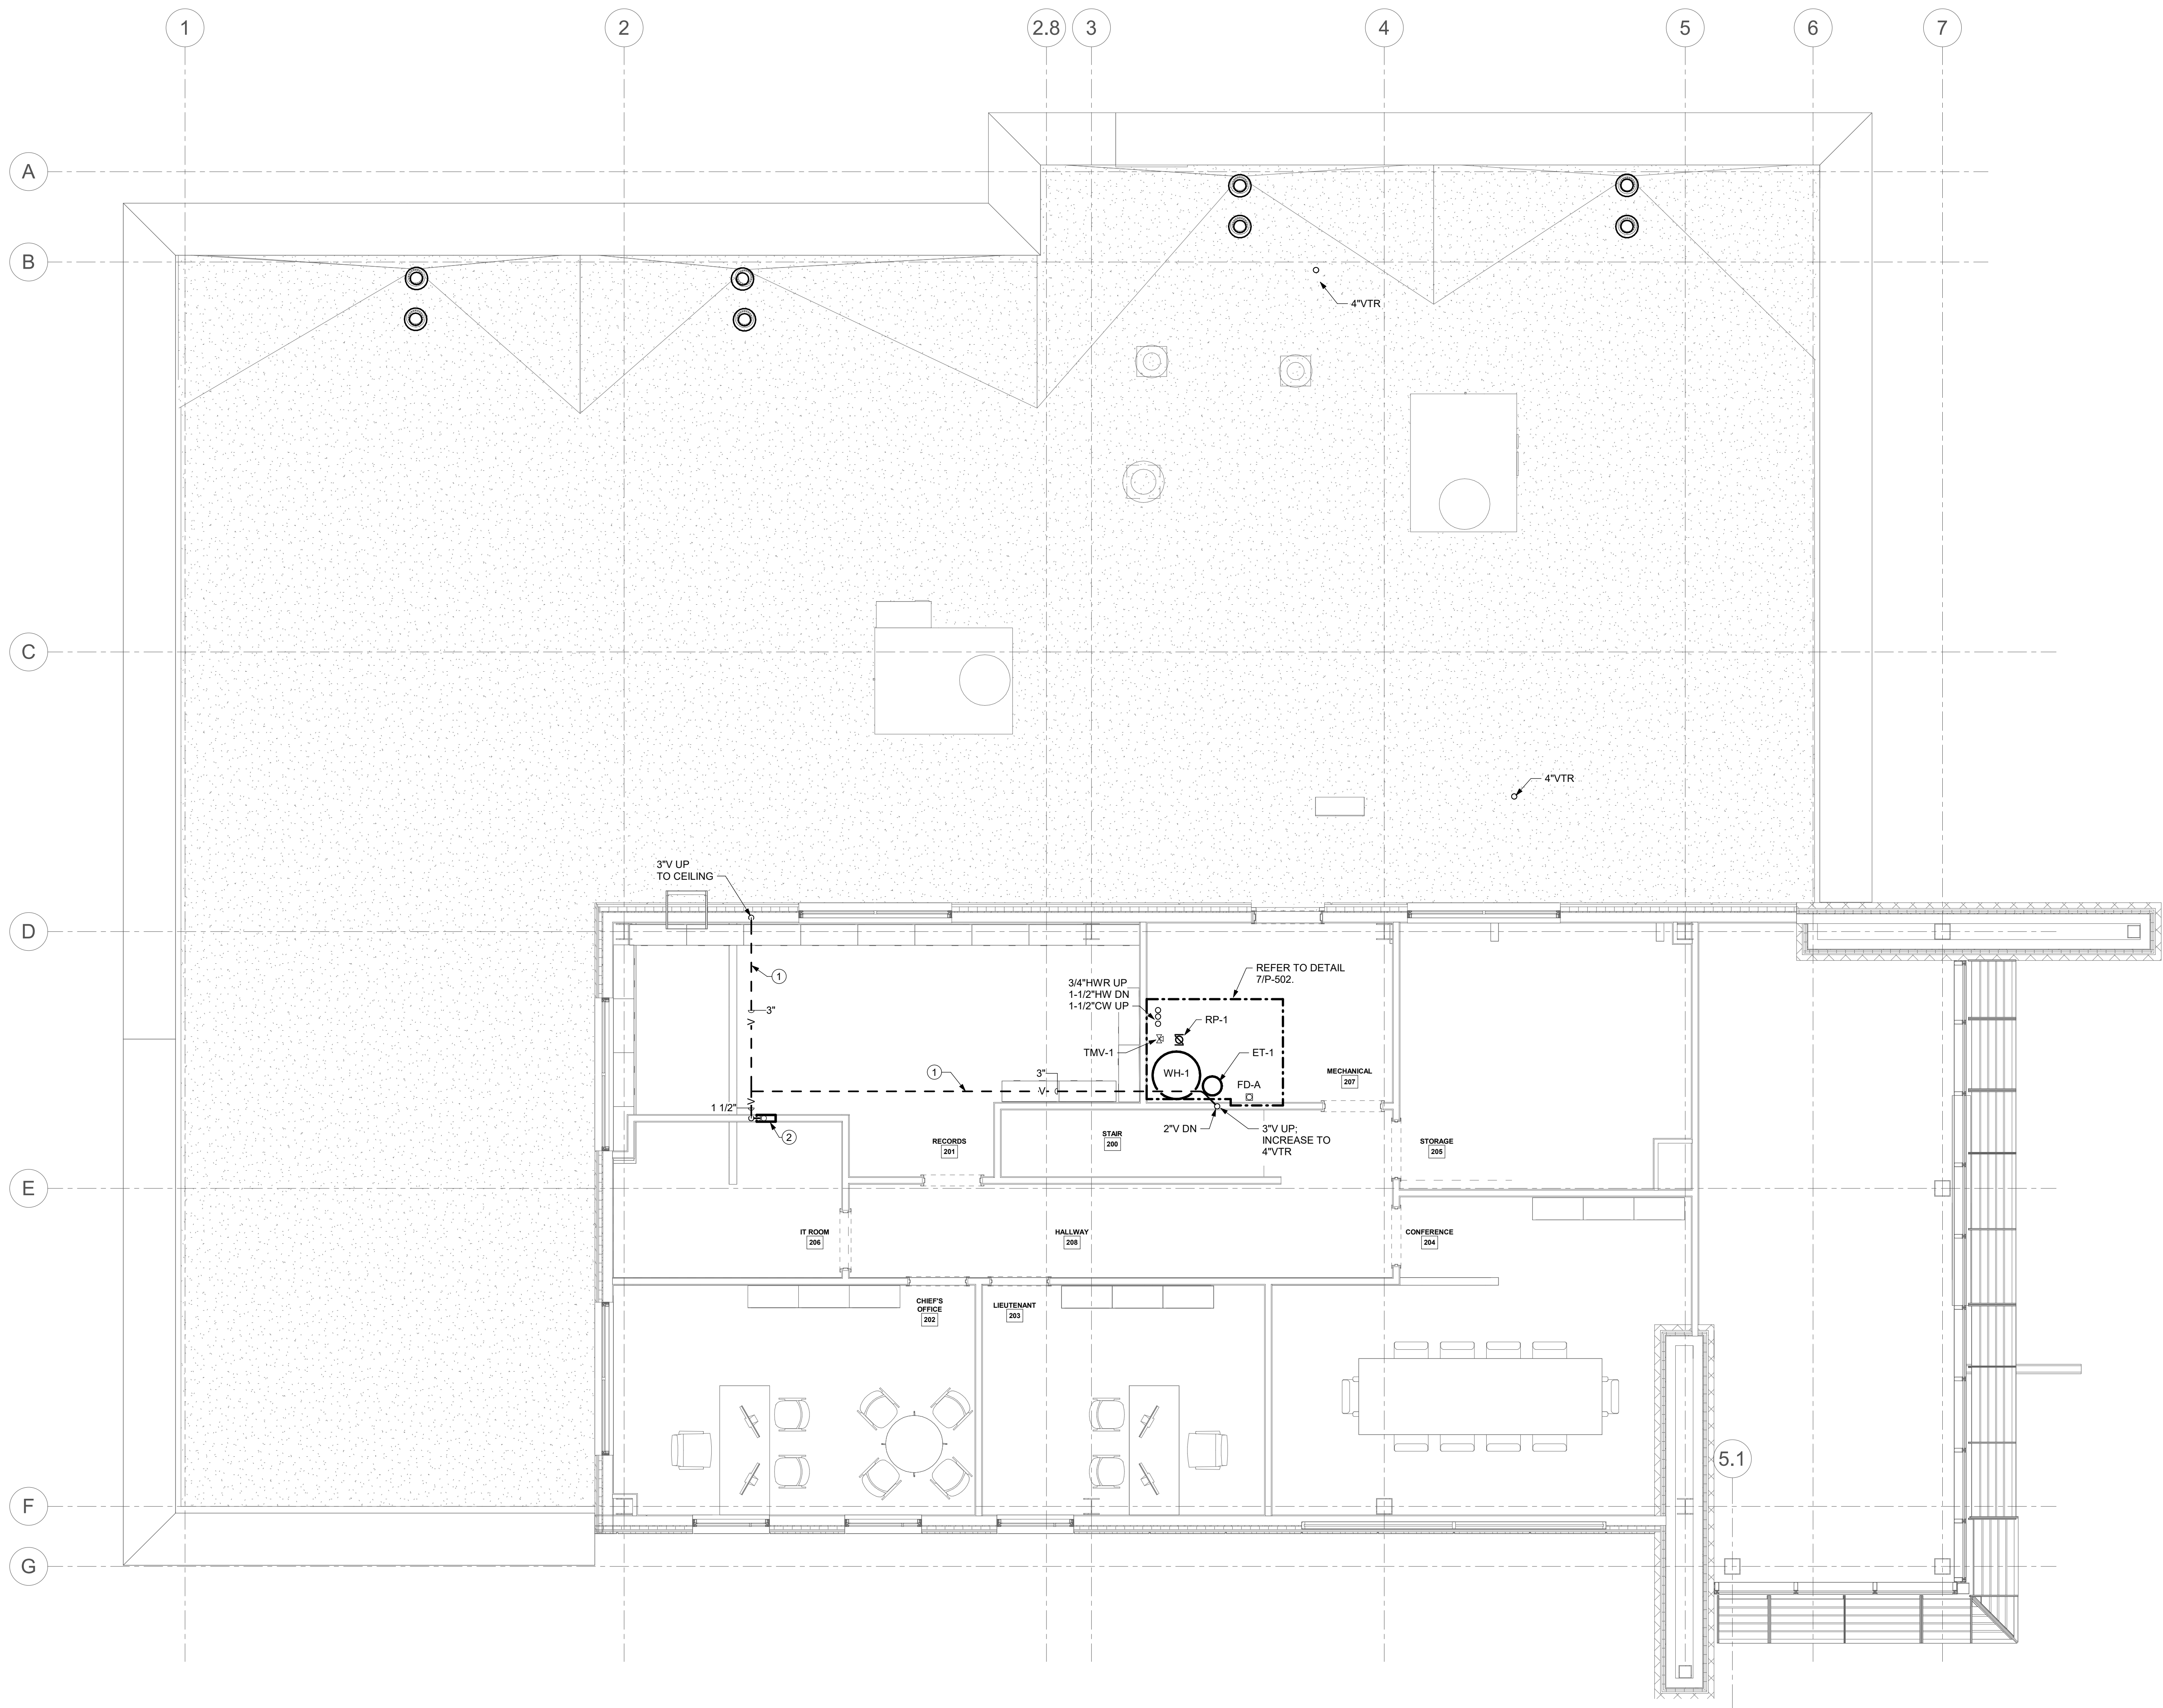 1
2
2.8
3
4
5
6
7
A
B
4"VTR
C
4"VTR
3"V UP
TO CEILING
D
1
3"
V
REFER TO DETAIL
7/P-502.
3/4"HWR UP
1-1/2"HW DN
1-1/2"CW UP
RP-1
TMV-1
ET-1
WH-1
FD-A
1
3"
V
MECHANICAL
207
V
1 1/2"
2
2"V DN
3"V UP;
INCREASE TO
4"VTR
RECORDS
201
STAIR
200
STORAGE
205
E
IT ROOM
206
HALLWAY
208
CONFERENCE
204
CHIEF'S
OFFICE
202
LIEUTENANT
203
5.1
F
G